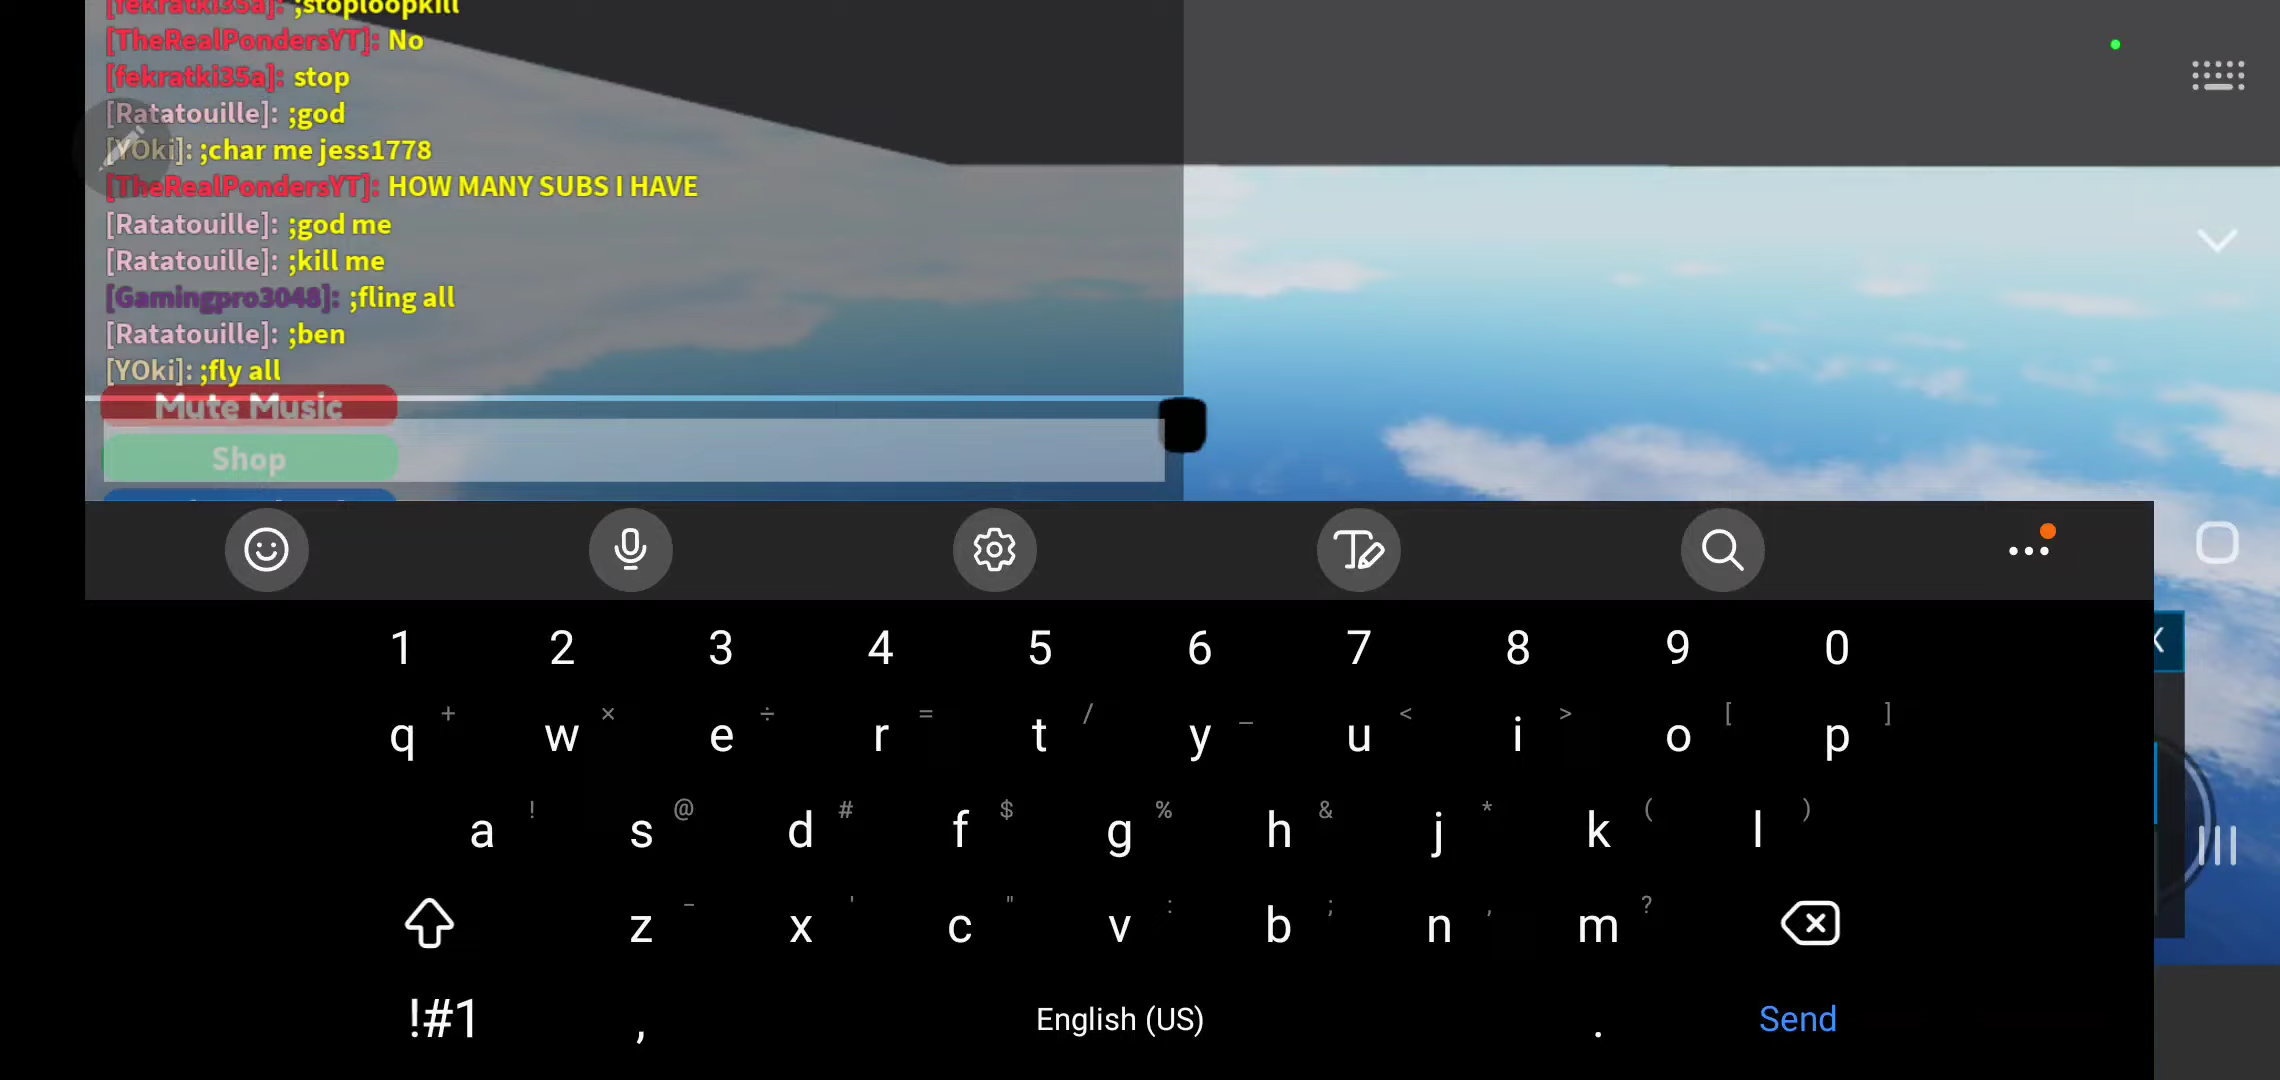 [fekratki35a]: ;stoploopkill
[TheRealPondersYT]: No
[fekratki35a]: stop
[Ratatouille]: ;god
[YOki]: ;char me jess1778
[TheRealPondersYT]: HOW MANY SUBS I HAVE
[Ratatouille]: ;god me
[Ratatouille]: ;kill me
[Gamingpro3048]: ;fling all
[Ratatouille]: ;ben
[YOki]: ;fly all
Mute Music
Shop
X
1 2 3 4 5 6 7 8 9 0
q + w × e ÷ r = t / y _ u < i > o [ p ]
a ! s @ d # f $ g % h & j * k ( l )
z - x ' c " v : b ; n , m ?
!#1 , English (US) . Send